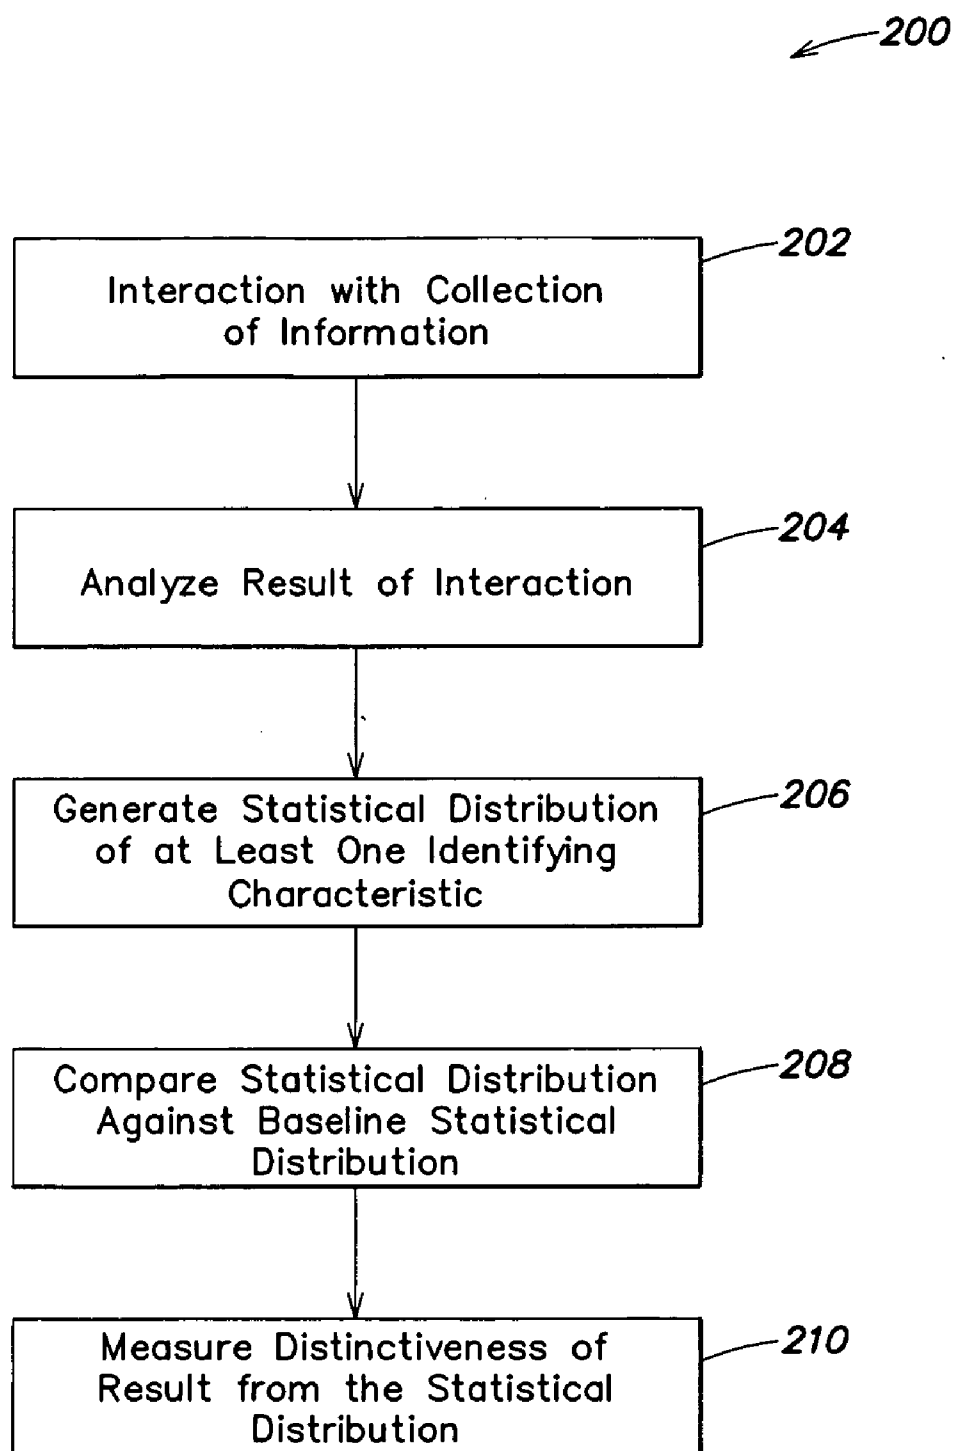 200
202
Interaction with Collection
of Information
204
Analyze Result of Interaction
206
Generate Statistical Distribution
of at Least One Identifying
Characteristic
208
Compare Statistical Distribution
Against Baseline Statistical
Distribution
210
Measure Distinctiveness of
Result from the Statistical
Distribution